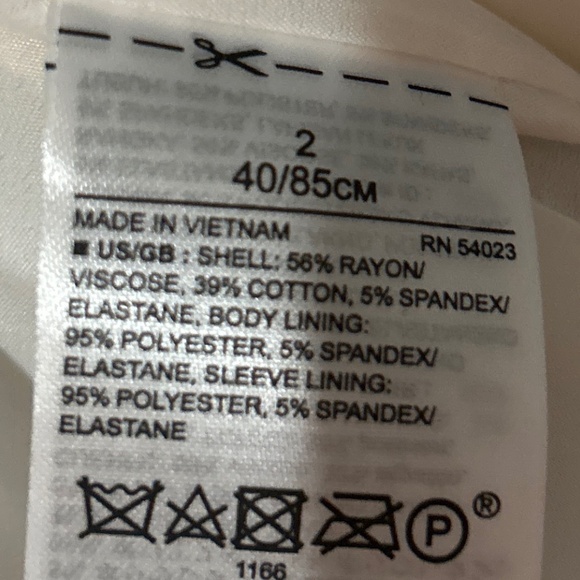 2
40/85CM
MADE IN VIETNAM RN 54023
■ US/GB : SHELL: 56% RAYON/
VISCOSE, 39% COTTON, 5% SPANDEX/
ELASTANE, BODY LINING:
95% POLYESTER, 5% SPANDEX/
ELASTANE, SLEEVE LINING:
95% POLYESTER, 5% SPANDEX/
ELASTANE
P ®
1166